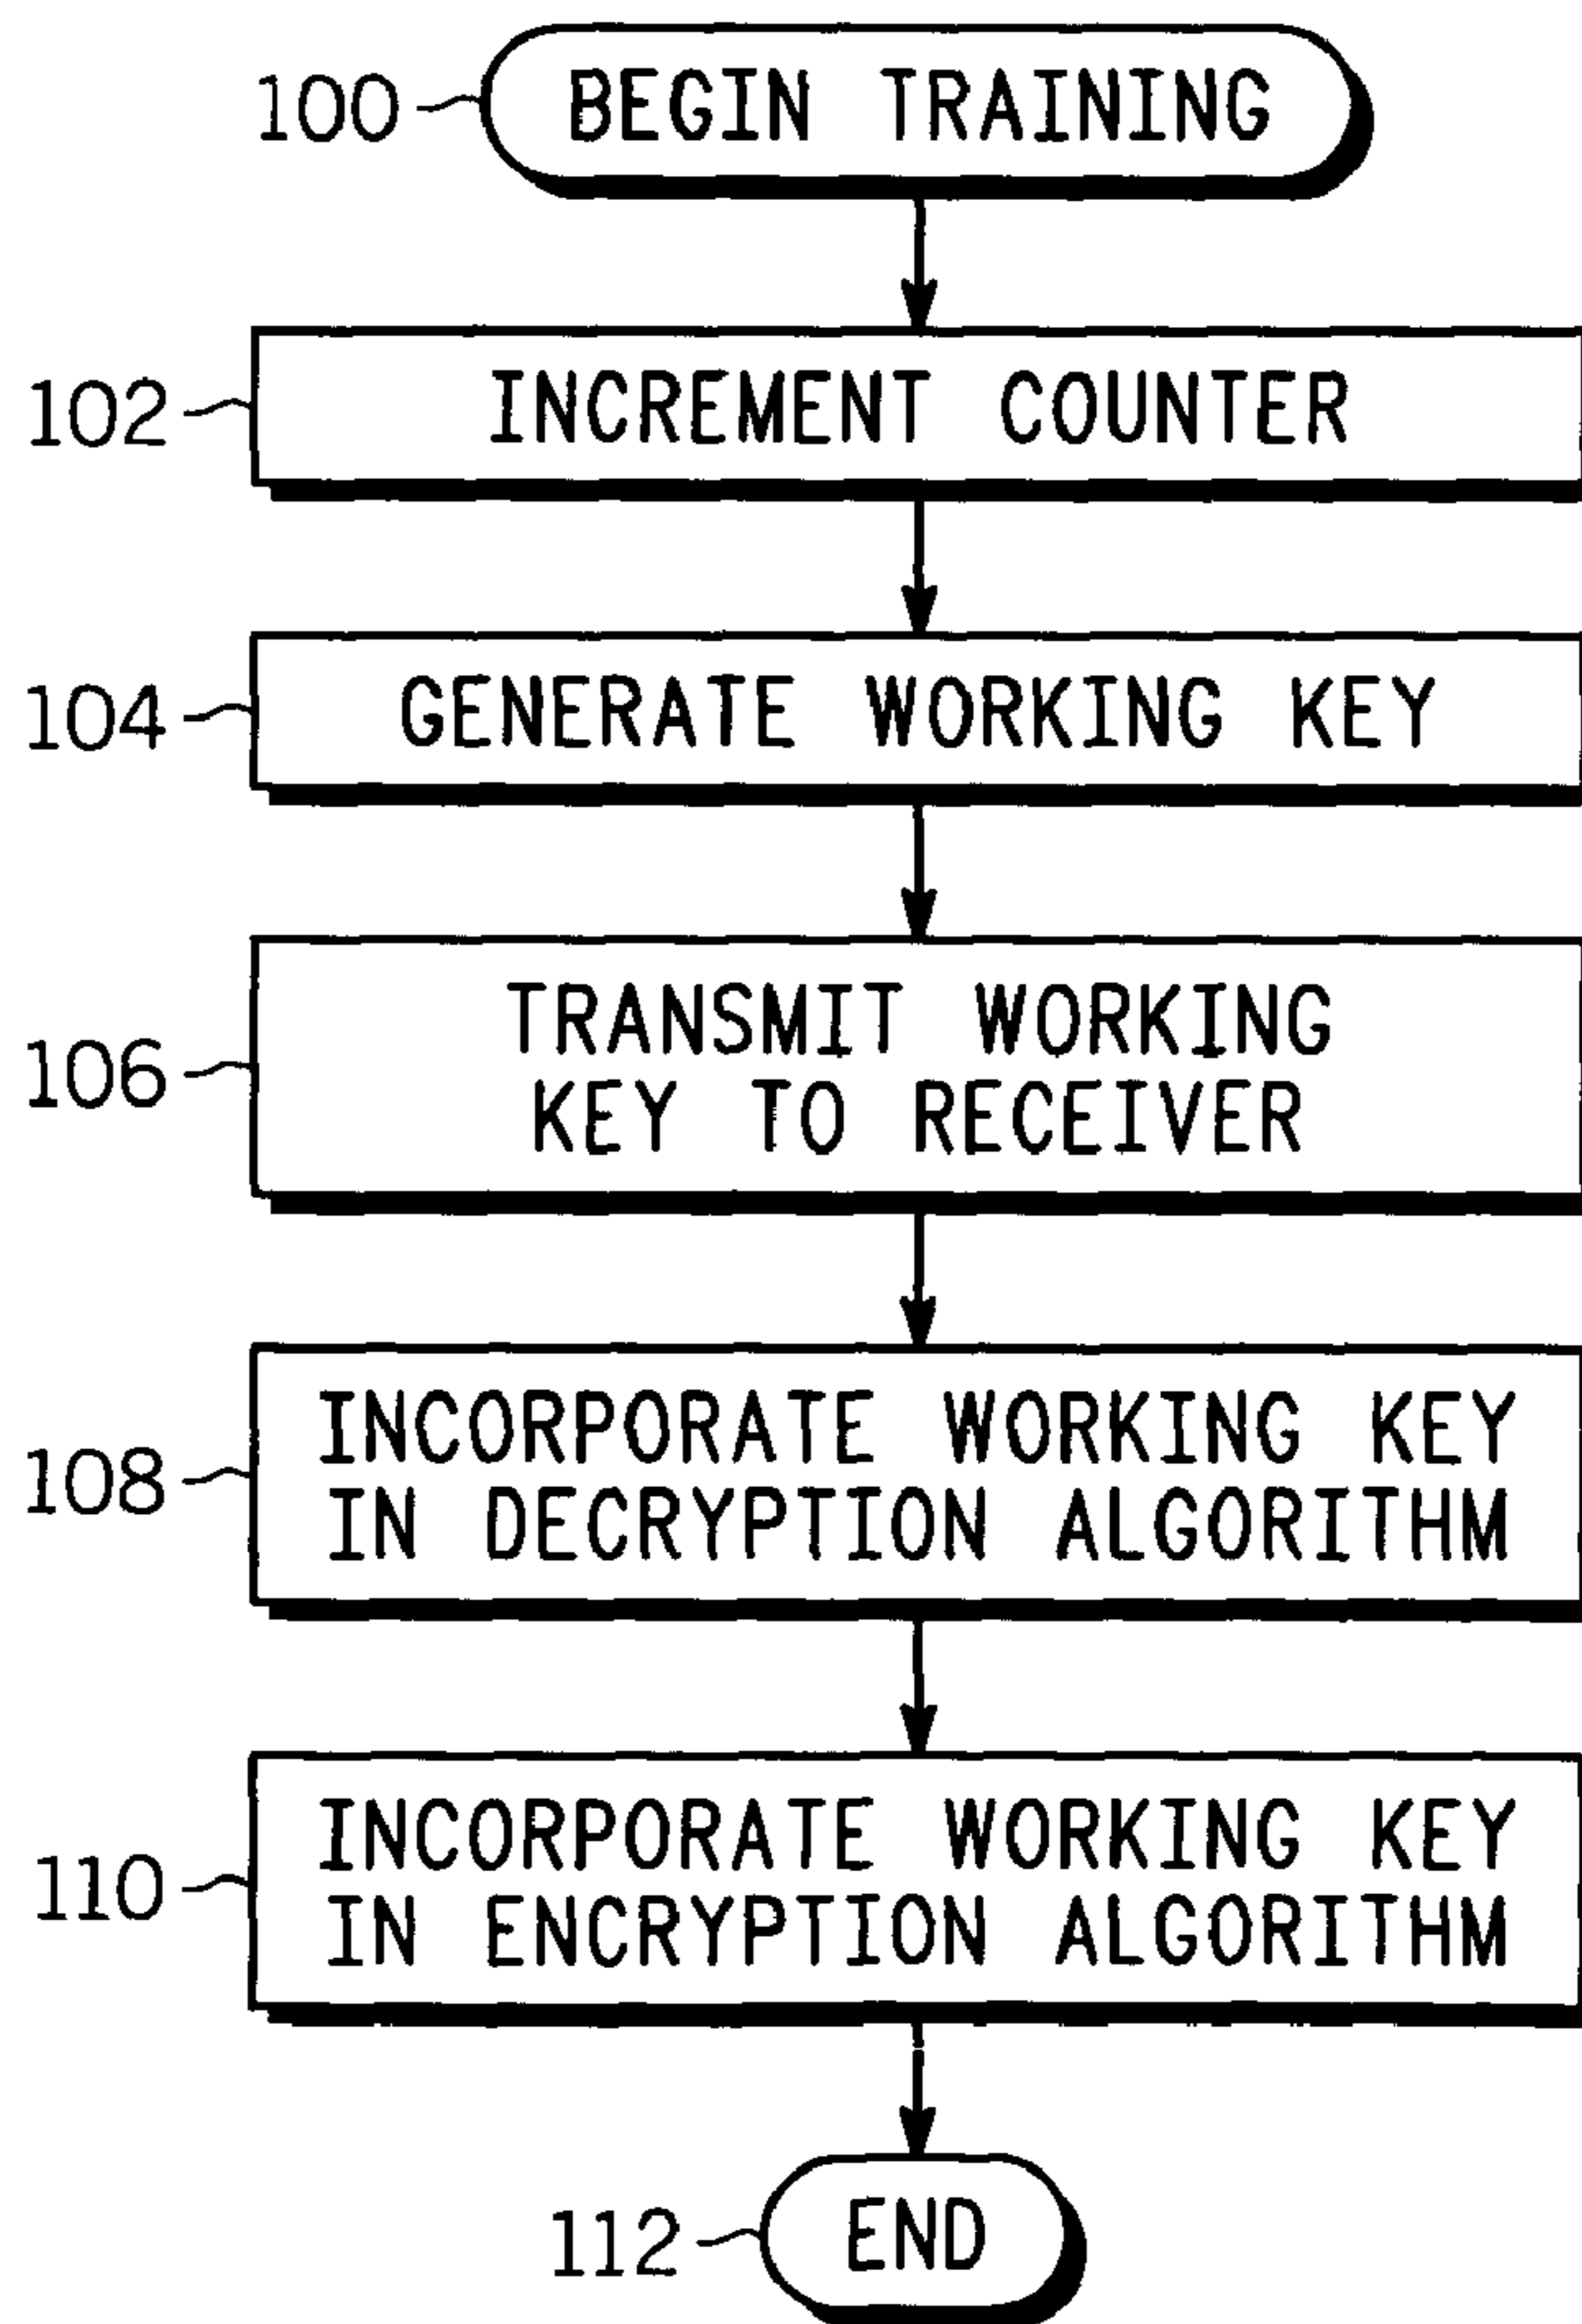 100
BEGIN TRAINING
102
INCREMENT COUNTER
104
GENERATE WORKING KEY
106
TRANSMIT WORKING
KEY TO RECEIVER
108
INCORPORATE WORKING KEY
IN DECRYPTION ALGORITHM
110
INCORPORATE WORKING KEY
IN ENCRYPTION ALGORITHM
112
END